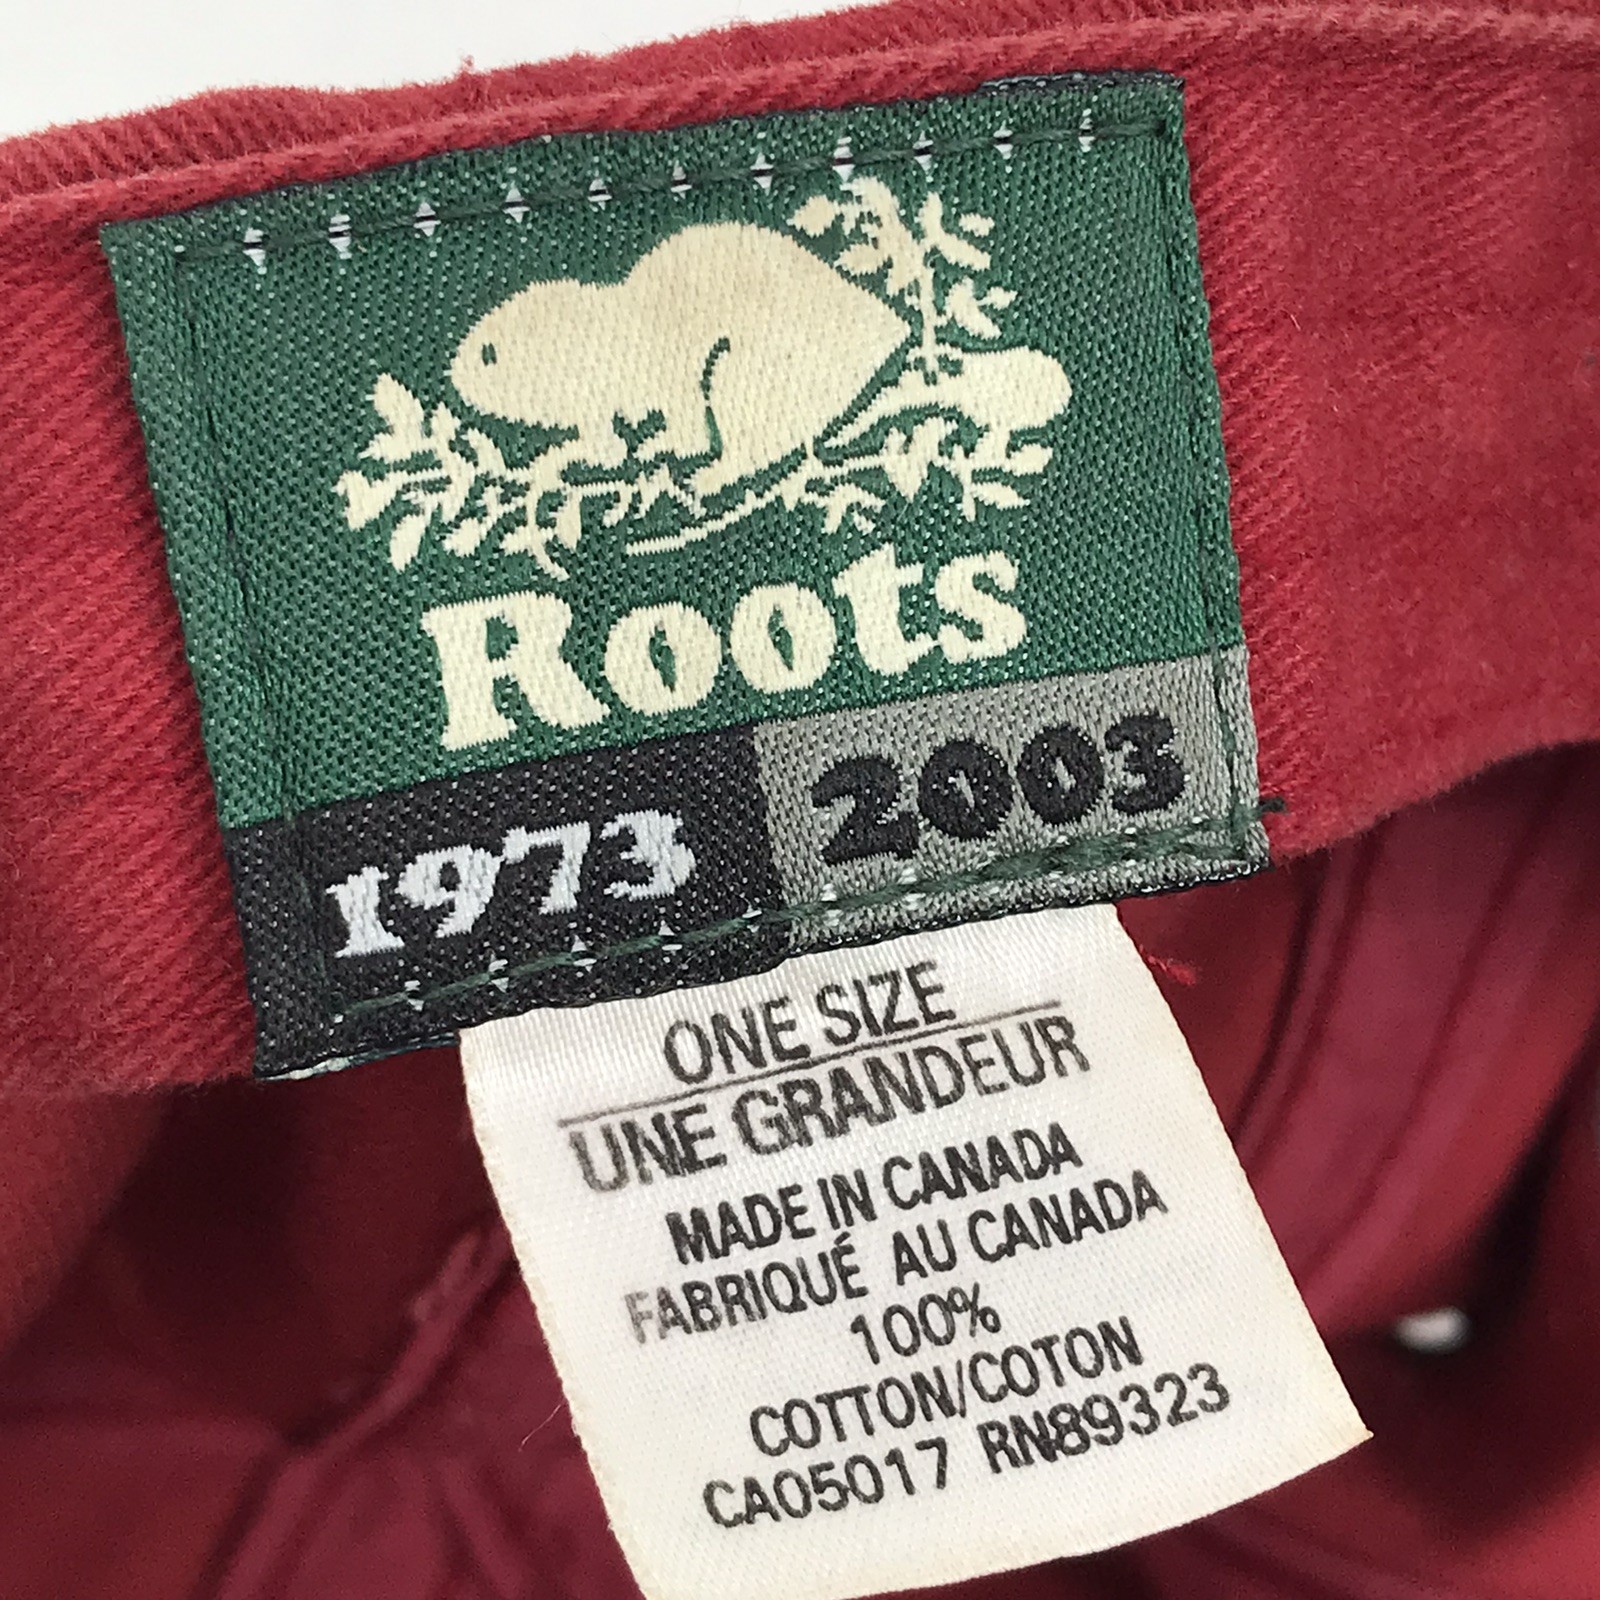 Roots
1973 2003
ONE SIZE
UNE GRANDEUR
MADE IN CANADA
FABRIQUÉ AU CANADA
100%
COTTON/COTON
CA05017 RN89323